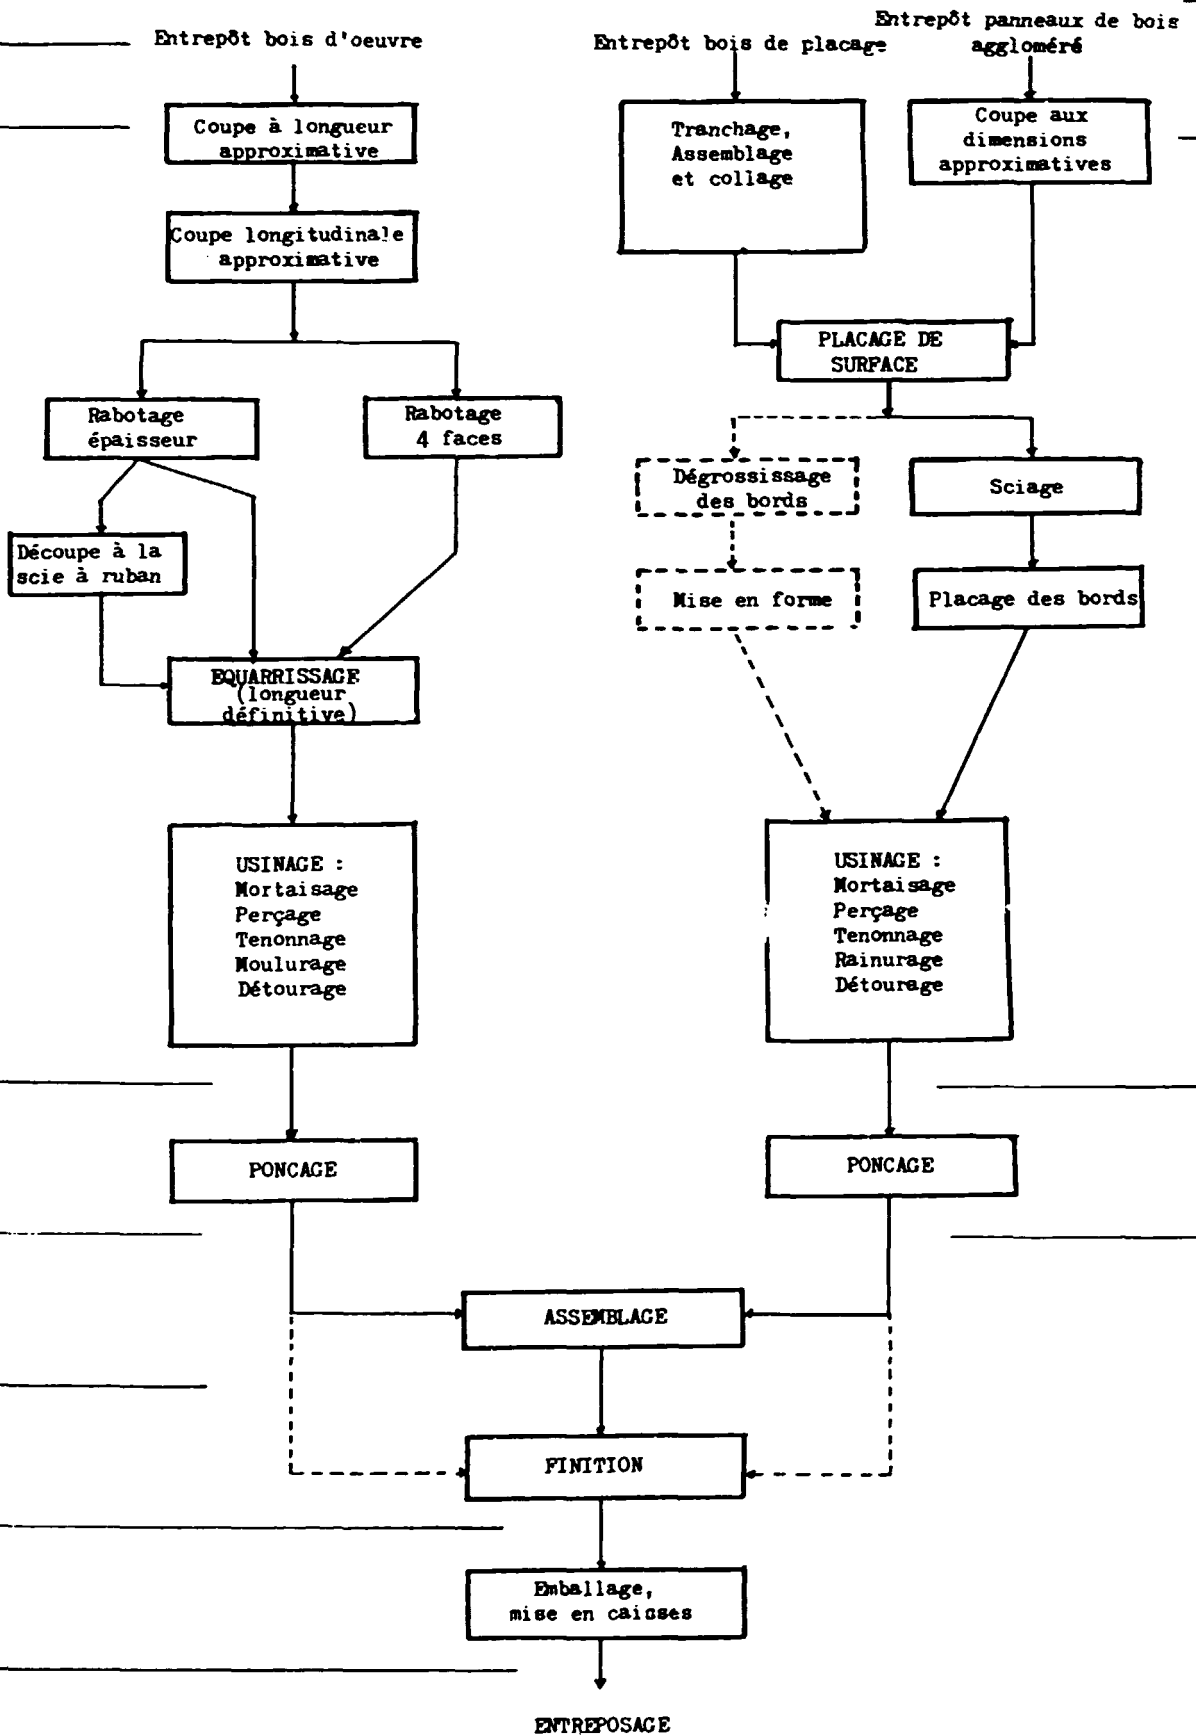 Entrepôt bois d'oeuvre
Coupe à longueur
approximative
Coupe longitudinale
approximative
Rabotage
épaisseur
Rabotage
4 faces
Découpe à la
scie à ruban
EQUARRISSAGE
(longueur
définitive)
USINAGE :
Mortaisage
Perçage
Tenonnage
Moulurage
Détourage
PONCAGE
Entrepôt bois de placage
Entrepôt panneaux de bois
aggloméré
Tranchage,
Assemblage
et collage
Coupe aux
dimensions
approximatives
PLACAGE DE
SURFACE
Dégrossissage
des bords
Sciage
Mise en forme
Placage des bords
USINAGE :
Mortaisage
Perçage
Tenonnage
Rainurage
Détourage
PONCAGE
ASSEMBLAGE
FINITION
Emballage,
mise en caisses
ENTREPOSAGE